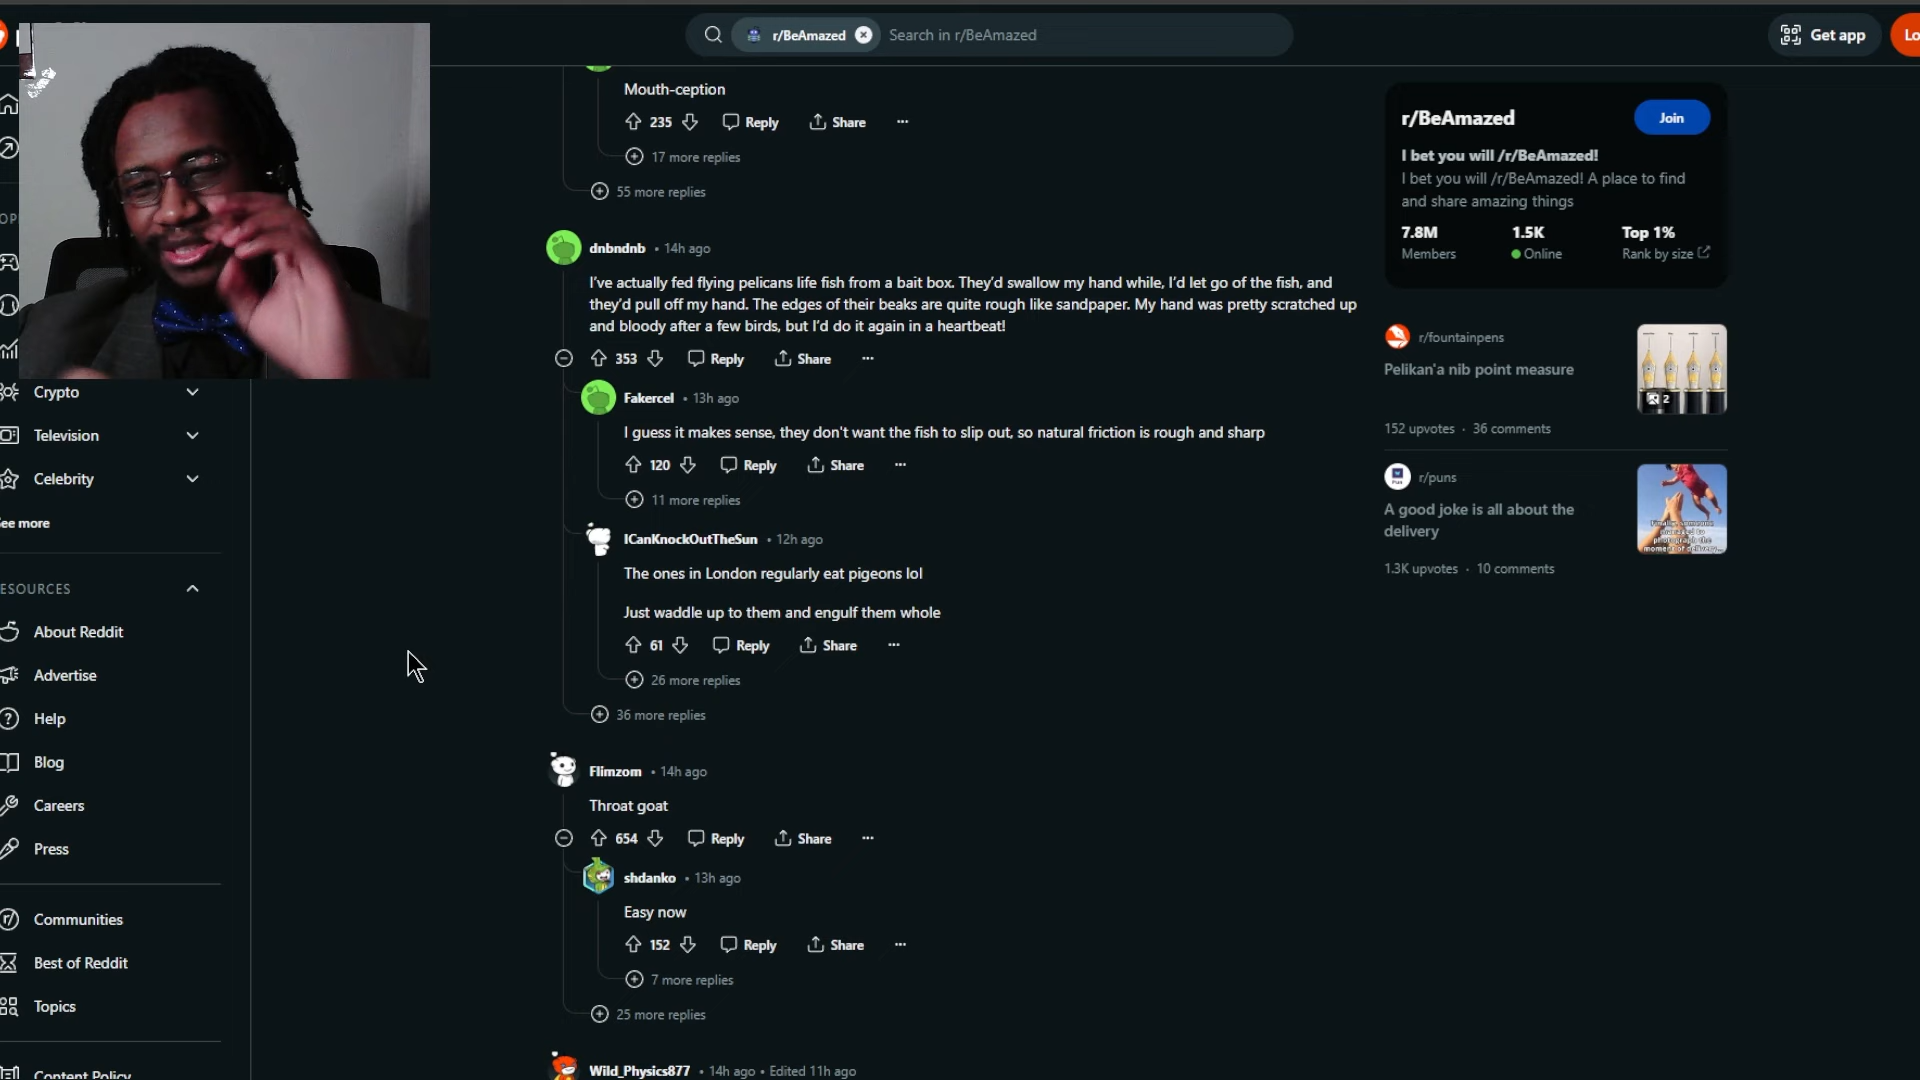 r/BeAmazed
Search in r/BeAmazed
Get app
Lo
Crypto
Television
Celebrity
ee more
ESOURCES
About Reddit
Advertise
Help
Blog
Careers
Press
Communities
Best of Reddit
Topics
Content Policy
Mouth-ception
235
Reply
Share
17 more replies
55 more replies
dnbndnb • 14h ago
I've actually fed flying pelicans life fish from a bait box. They'd swallow my hand while, I'd let go of the fish, and
they'd pull off my hand. The edges of their beaks are quite rough like sandpaper. My hand was pretty scratched up
and bloody after a few birds, but I'd do it again in a heartbeat!
353
Reply
Share
Fakercel • 13h ago
I guess it makes sense, they don't want the fish to slip out, so natural friction is rough and sharp
120
Reply
Share
11 more replies
ICanKnockOutTheSun • 12h ago
The ones in London regularly eat pigeons lol
Just waddle up to them and engulf them whole
61
Reply
Share
26 more replies
36 more replies
Flimzom • 14h ago
Throat goat
654
Reply
Share
shdanko • 13h ago
Easy now
152
Reply
Share
7 more replies
25 more replies
Wild_Physics877 • 14h ago • Edited 11h ago
r/BeAmazed
Join
I bet you will /r/BeAmazed!
I bet you will /r/BeAmazed! A place to find
and share amazing things
7.8M
1.5K
Top 1%
Members
Online
Rank by size
r/fountainpens
Pelikan'a nib point measure
2
152 upvotes · 36 comments
r/puns
A good joke is all about the
delivery
Finally, someone
managed to
photograph the
moment of delivery...
1.3K upvotes · 10 comments